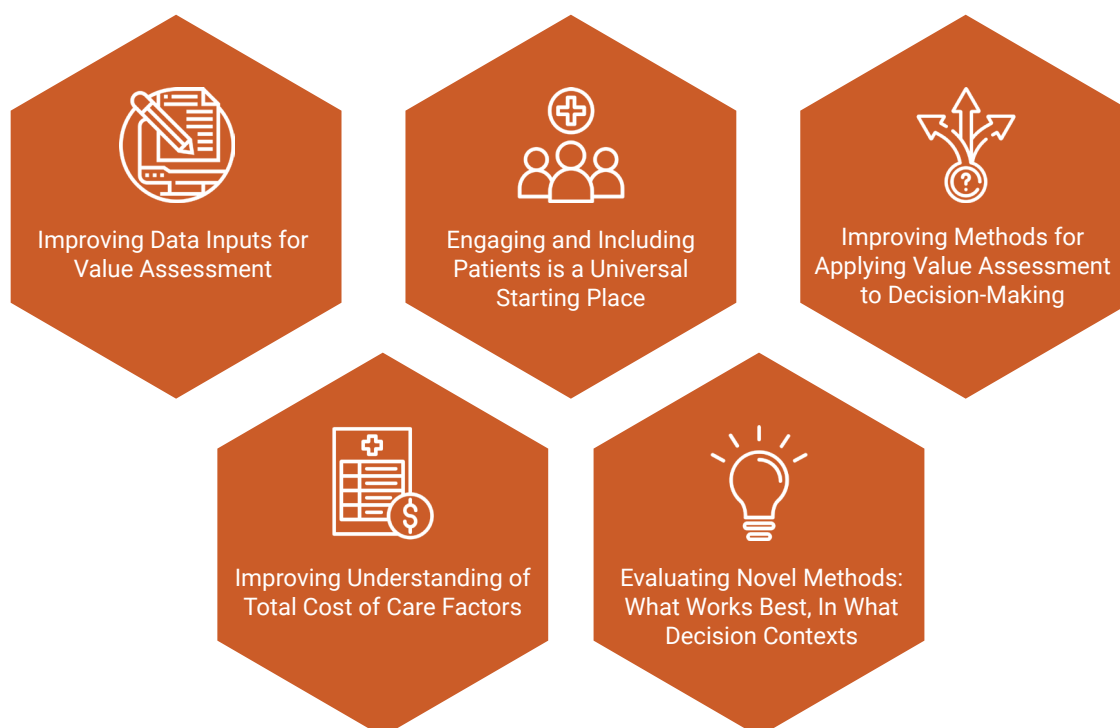 Improving Data Inputs for
Value Assessment
Engaging and Including
Patients is a Universal
Starting Place
?
Improving Methods for
Applying Value Assessment
to Decision-Making
$
Improving Understanding of
Total Cost of Care Factors
Evaluating Novel Methods:
What Works Best, In What
Decision Contexts